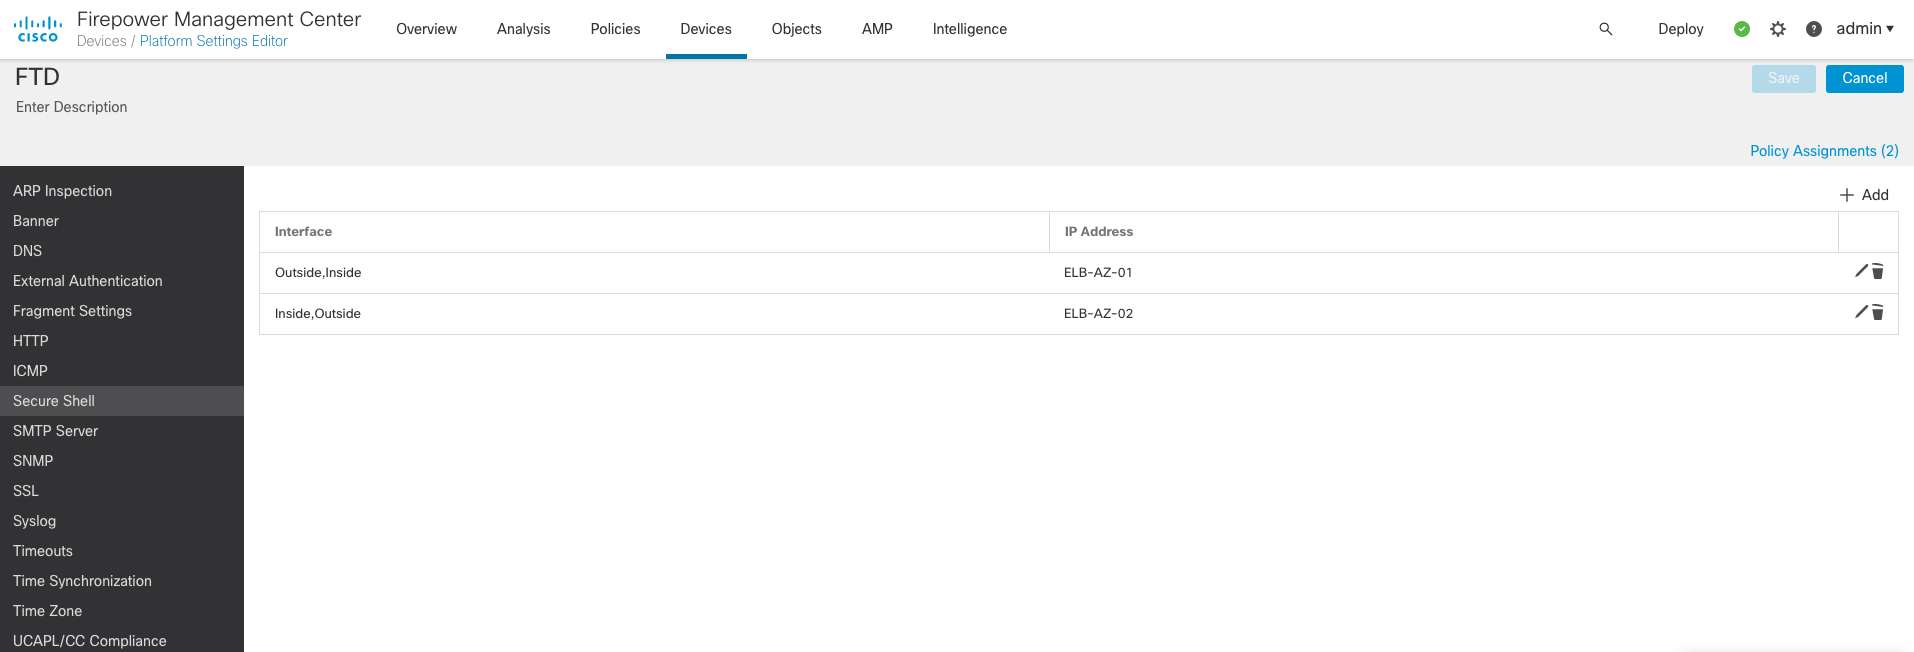 CISCO
Firepower Management Center
Devices / Platform Settings Editor
Overview Analysis Policies Devices Objects AMP Intelligence Deploy ? admin
FTD
Save Cancel
Enter Description
Policy Assignments (2)
ARP Inspection
Banner
DNS
External Authentication
Fragment Settings
HTTP
ICMP
Secure Shell
SMTP Server
SNMP
SSL
Syslog
Timeouts
Time Synchronization
Time Zone
UCAPL/CC Compliance
+ Add
Interface IP Address
Outside,Inside ELB-AZ-01
Inside,Outside ELB-AZ-02